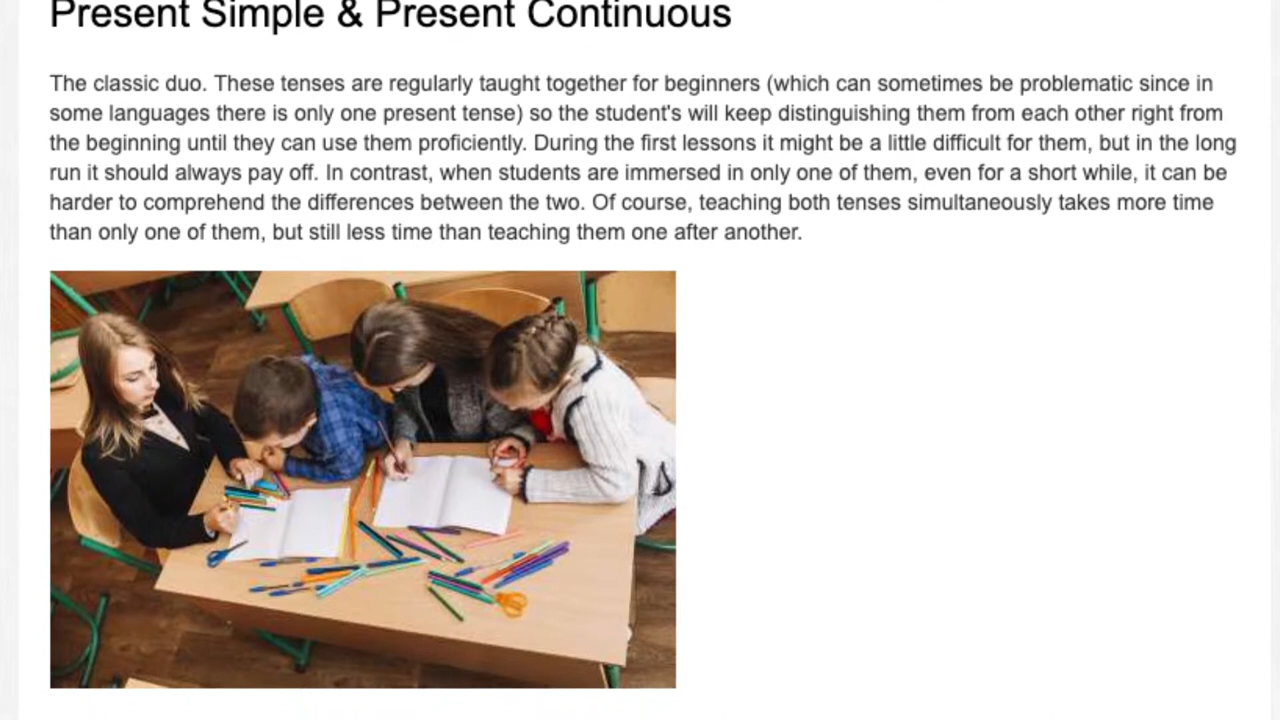 Present Simple & Present Continuous
The classic duo. These tenses are regularly taught together for beginners (which can sometimes be problematic since in
some languages there is only one present tense) so the student's will keep distinguishing them from each other right from
the beginning until they can use them proficiently. During the first lessons it might be a little difficult for them, but in the long
run it should always pay off. In contrast, when students are immersed in only one of them, even for a short while, it can be
harder to comprehend the differences between the two. Of course, teaching both tenses simultaneously takes more time
than only one of them, but still less time than teaching them one after another.